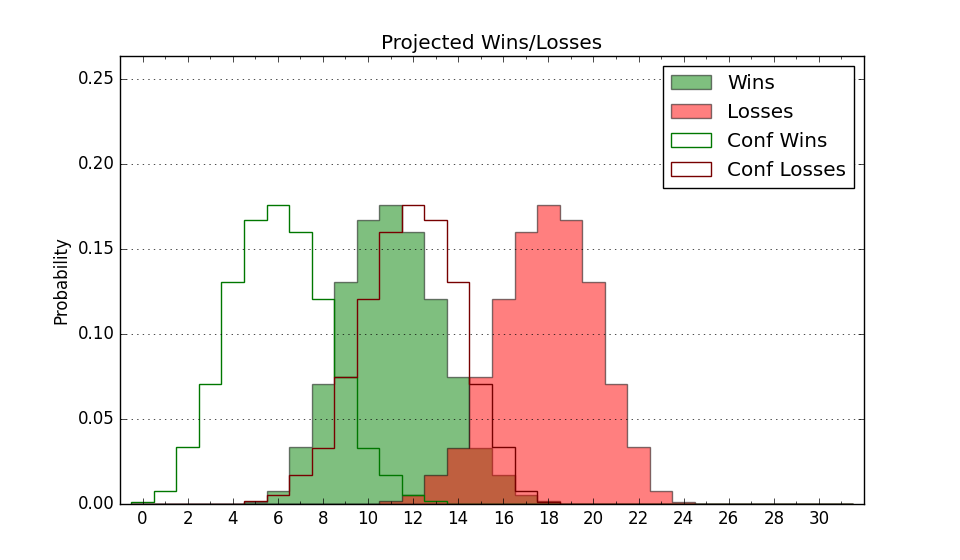 Projected Wins/Losses
0.25
0.20
0.15
0.10
0.05
0.00
Probability
Wins
Losses
Conf Wins
Conf Losses
0 2 4 6 8 10 12 14 16 18 20 22 24 26 28 30